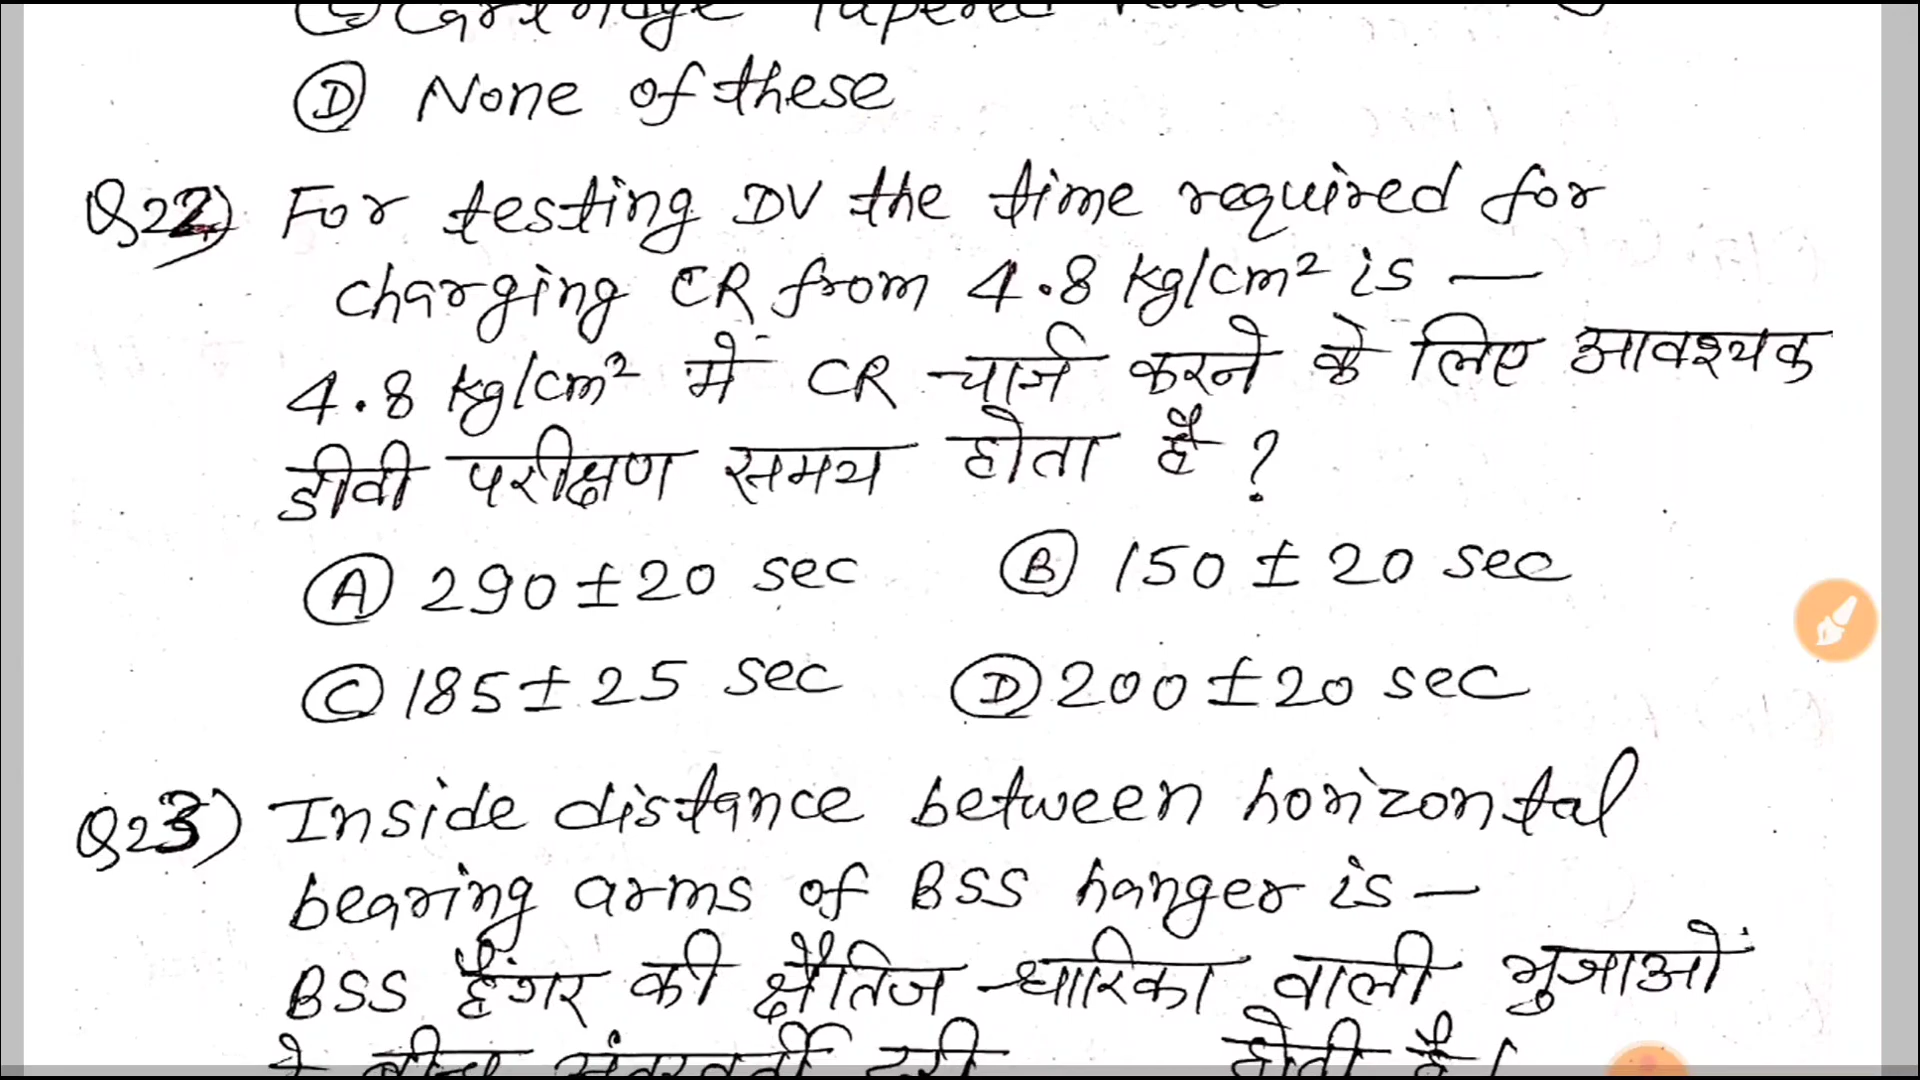 Tapered
(D) None of these
Q22) For testing DV the time required for
charging CR from 4.8 kg/cm² is —
4.8 kg/cm² में CR चार्ज करने के लिए आवश्यक
डीवी परीक्षण समय होता है ?
(A) 290 ± 20 sec (B) 150 ± 20 sec
(C) 185 ± 25 sec (D) 200 ± 20 sec
Q23) Inside distance between horizontal
bearing arms of BSS hanger is —
BSS हैंगर की क्षैतिज धारिका वाली भुजाओं
होती है।